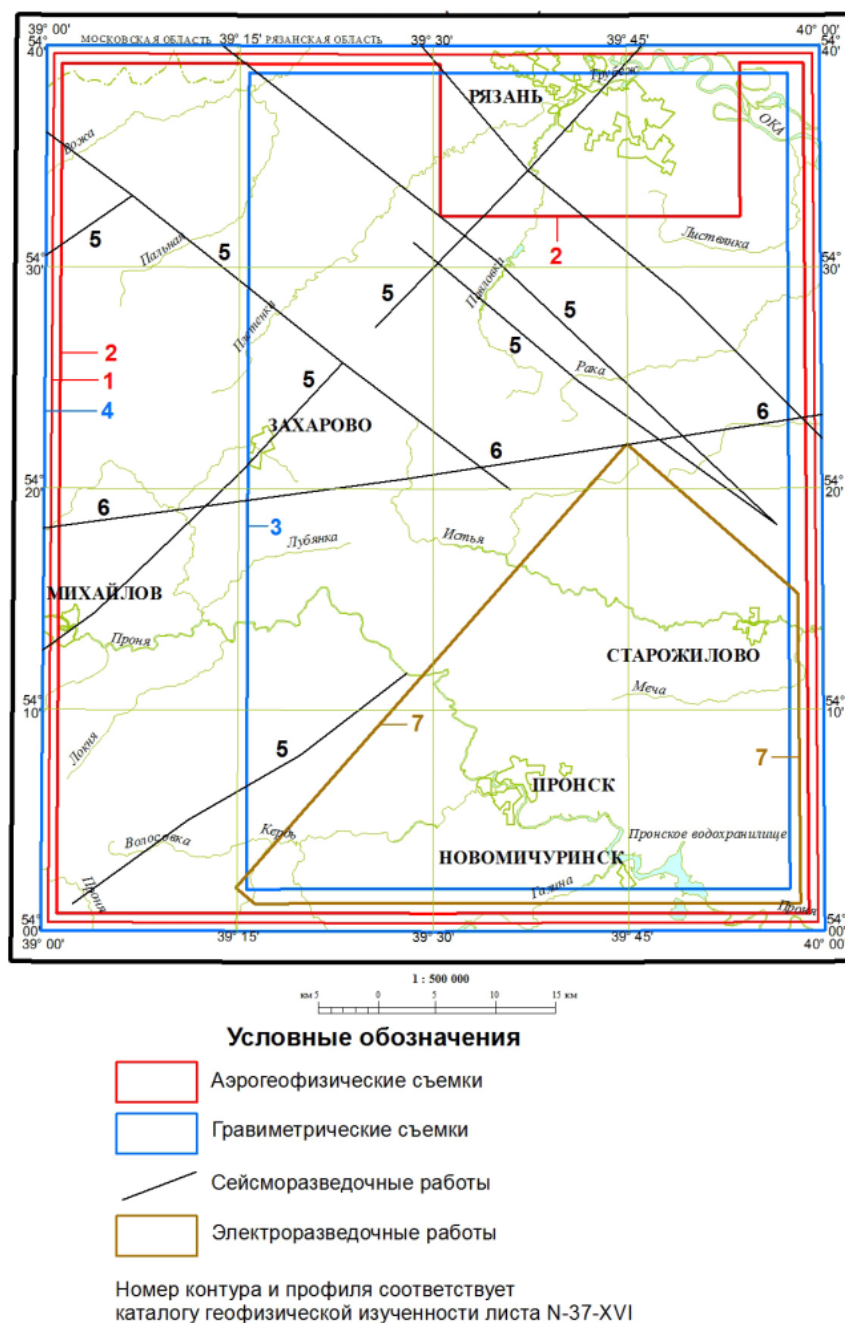 39° 00'
39° 15'
39° 30'
39° 45'
40° 00'
54° 40'
МОСКОВСКАЯ ОБЛАСТЬ
РЯЗАНСКАЯ ОБЛАСТЬ
54° 40'
Трубеж
РЯЗАНЬ
ОКА
Вожа
Листвянка
5
Пальная
5
2
54° 30'
54° 30'
5
Павловка
5
Плетенка
2
5
5
1
Рака
4
ЗАХАРОВО
6
6
54° 20'
6
54° 20'
3
Лубянка
Истья
МИХАЙЛОВ
Проня
СТАРОЖИЛОВО
Меча
54° 10'
54° 10'
7
Локня
5
7
ПРОНСК
Волосовка
Кердь
Пронское водохранилище
НОВОМИЧУРИНСК
Галина
Проня
Проня
54° 00'
54° 00'
39° 00'
39° 15'
39° 30'
39° 45'
40° 00'
1 : 500 000
км 5 0 5 10 15 км
Условные обозначения
Аэрогеофизические съемки
Гравиметрические съемки
Сейсморазведочные работы
Электроразведочные работы
Номер контура и профиля соответствует
каталогу геофизической изученности листа N-37-XVI